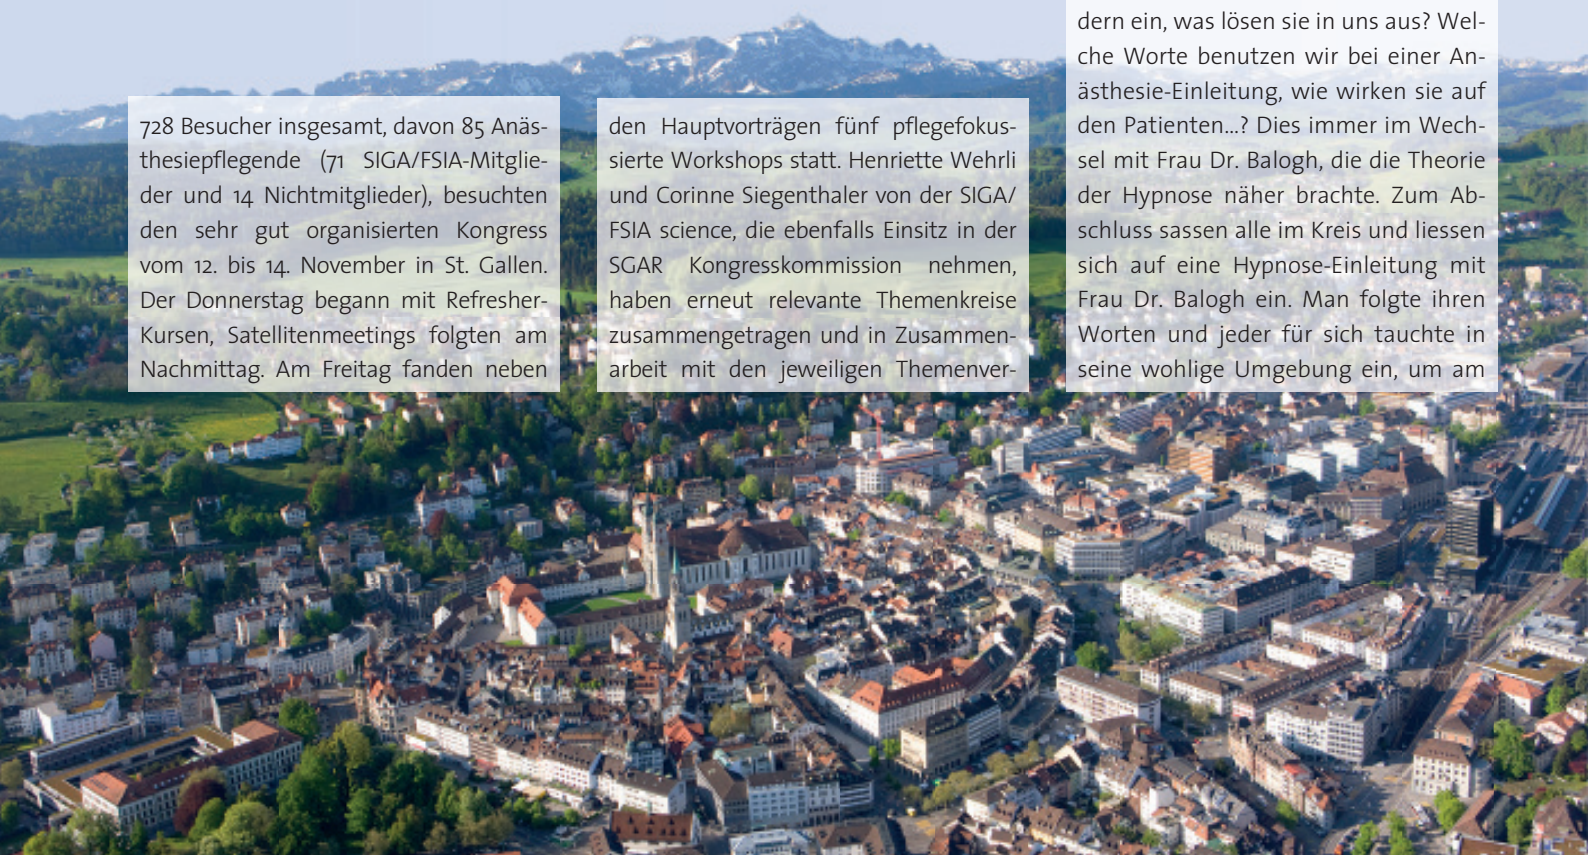 728 Besucher insgesamt, davon 85 Anäs-
thesiepflegende (71 SIGA/FSIA-Mitglie-
der und 14 Nichtmitglieder), besuchten
den sehr gut organisierten Kongress
vom 12. bis 14. November in St. Gallen.
Der Donnerstag begann mit Refresher-
Kursen, Satellitenmeetings folgten am
Nachmittag. Am Freitag fanden neben
den Hauptvorträgen fünf pflegefokus-
sierte Workshops statt. Henriette Wehrli
und Corinne Siegenthaler von der SIGA/
FSIA science, die ebenfalls Einsitz in der
SGAR Kongresskommission nehmen,
haben erneut relevante Themenkreise
zusammengetragen und in Zusammen-
arbeit mit den jeweiligen Themenver-
dern ein, was lösen sie in uns aus? Wel-
che Worte benutzen wir bei einer An-
ästhesie-Einleitung, wie wirken sie auf
den Patienten...? Dies immer im Wech-
sel mit Frau Dr. Balogh, die die Theorie
der Hypnose näher brachte. Zum Ab-
schluss sassen alle im Kreis und liessen
sich auf eine Hypnose-Einleitung mit
Frau Dr. Balogh ein. Man folgte ihren
Worten und jeder für sich tauchte in
seine wohlige Umgebung ein, um am